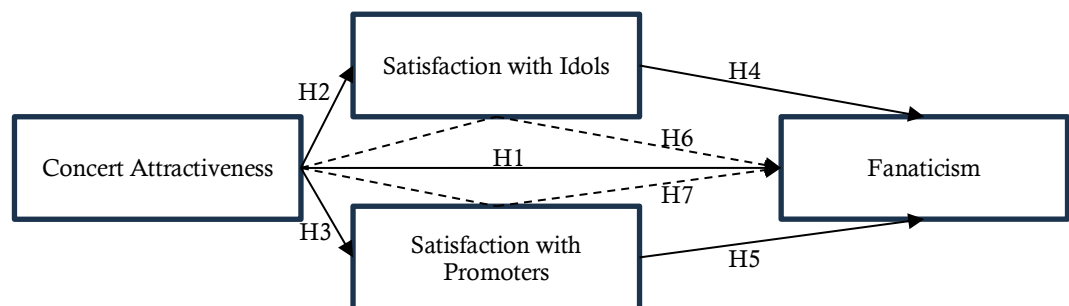 Satisfaction with Idols
H4
H2
H6
Concert Attractiveness
H1
Fanaticism
H7
H3
Satisfaction with
Promoters
H5